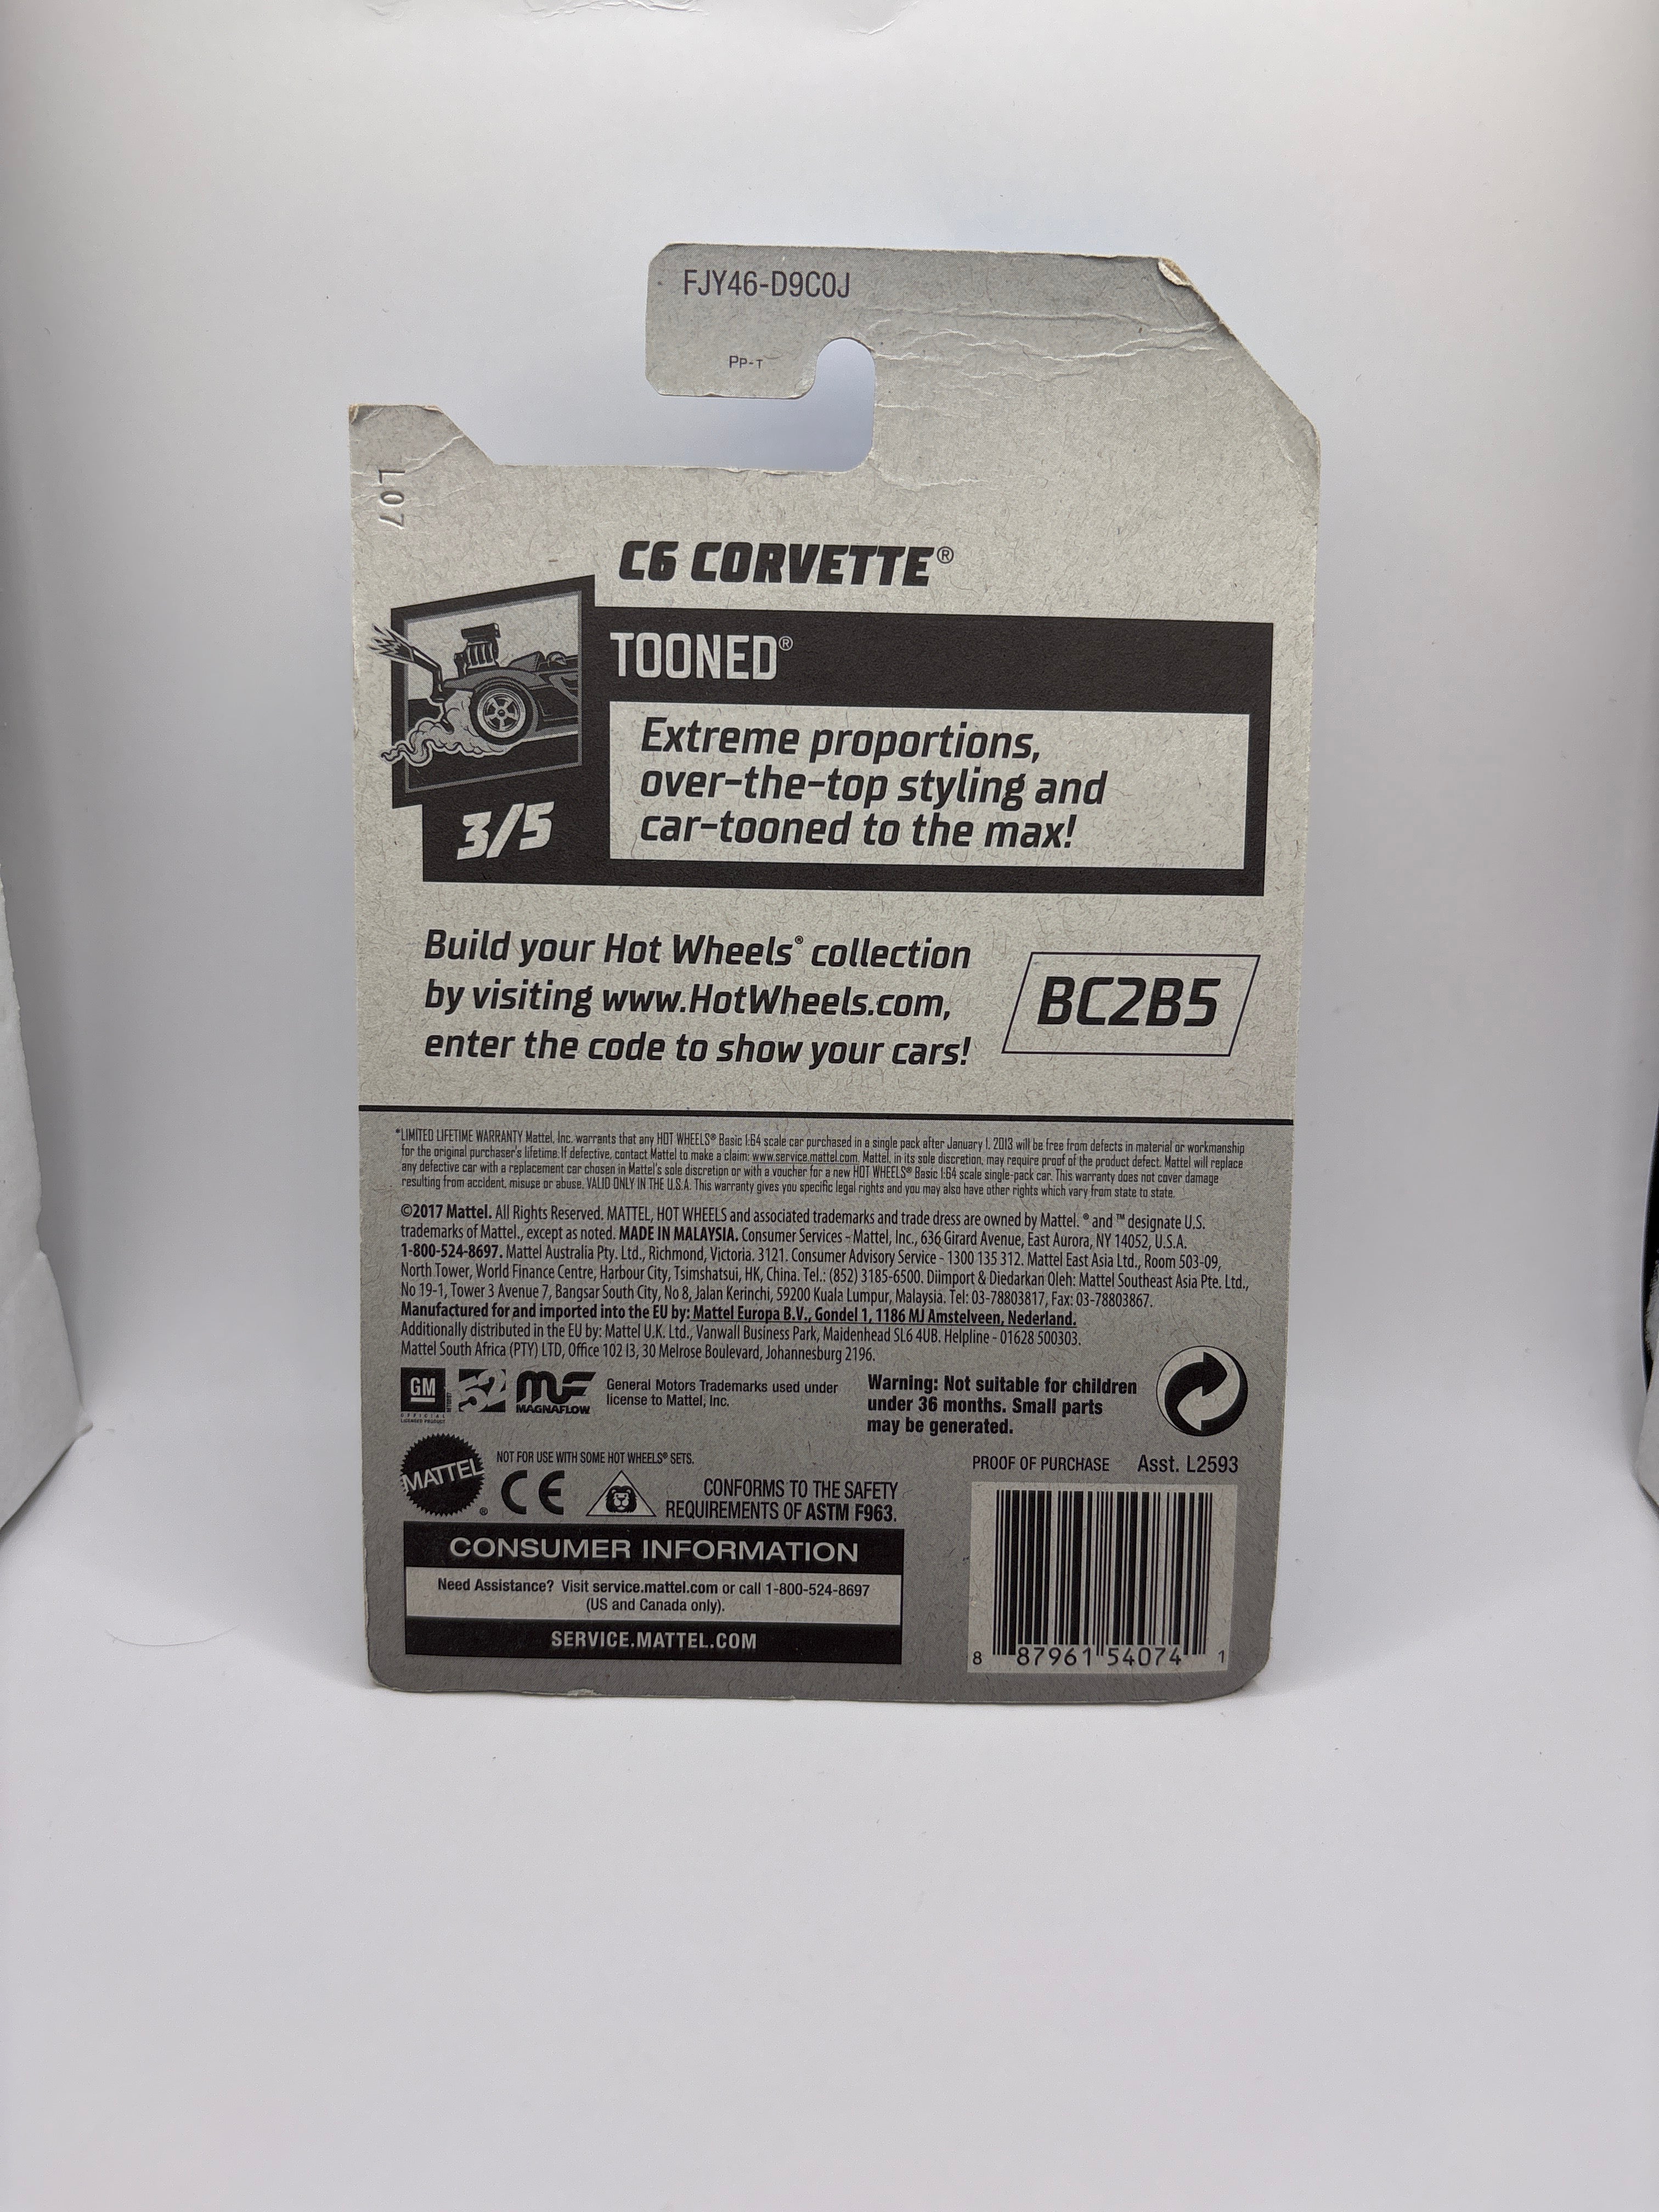 FJY46-D9C0J
PP-T
L07
C6 CORVETTE®
TOONED®
Extreme proportions,
over-the-top styling and
car-tooned to the max!
3/5
Build your Hot Wheels® collection
by visiting www.HotWheels.com,
enter the code to show your cars!
BC2B5
*LIMITED LIFETIME WARRANTY Mattel, Inc. warrants that any HOT WHEELS® Basic 1:64 scale car purchased in a single pack after January 1, 2013 will be free from defects in material or workmanship
for the original purchaser's lifetime. If defective, contact Mattel to make a claim: www.service.mattel.com. Mattel, in its sole discretion, may require proof of the product defect. Mattel will replace
any defective car with a replacement car chosen in Mattel's sole discretion or with a voucher for a new HOT WHEELS® Basic 1:64 scale single-pack car. This warranty does not cover damage
resulting from accident, misuse or abuse. VALID ONLY IN THE U.S.A. This warranty gives you specific legal rights and you may also have other rights which vary from state to state.
©2017 Mattel. All Rights Reserved. MATTEL, HOT WHEELS and associated trademarks and trade dress are owned by Mattel. ® and ™ designate U.S.
trademarks of Mattel., except as noted. MADE IN MALAYSIA. Consumer Services - Mattel, Inc., 636 Girard Avenue, East Aurora, NY 14052, U.S.A.
1-800-524-8697. Mattel Australia Pty. Ltd., Richmond, Victoria. 3121. Consumer Advisory Service - 1300 135 312. Mattel East Asia Ltd., Room 503-09,
North Tower, World Finance Centre, Harbour City, Tsimshatsui, HK, China. Tel.: (852) 3185-6500. Diimport & Diedarkan Oleh: Mattel Southeast Asia Pte. Ltd.,
No 19-1, Tower 3 Avenue 7, Bangsar South City, No 8, Jalan Kerinchi, 59200 Kuala Lumpur, Malaysia. Tel: 03-78803817, Fax: 03-78803867.
Manufactured for and imported into the EU by: Mattel Europa B.V., Gondel 1, 1186 MJ Amstelveen, Nederland.
Additionally distributed in the EU by: Mattel U.K. Ltd., Vanwall Business Park, Maidenhead SL6 4UB. Helpline - 01628 500303.
Mattel South Africa (PTY) LTD, Office 102 I3, 30 Melrose Boulevard, Johannesburg 2196.
GM
OFFICIAL
LICENSED PRODUCT
52
MF
MAGNAFLOW
General Motors Trademarks used under
license to Mattel, Inc.
Warning: Not suitable for children
under 36 months. Small parts
may be generated.
MATTEL®
NOT FOR USE WITH SOME HOT WHEELS® SETS.
CE
CONFORMS TO THE SAFETY
REQUIREMENTS OF ASTM F963.
PROOF OF PURCHASE Asst. L2593
CONSUMER INFORMATION
Need Assistance? Visit service.mattel.com or call 1-800-524-8697
(US and Canada only).
SERVICE.MATTEL.COM
8 87961 54074 1